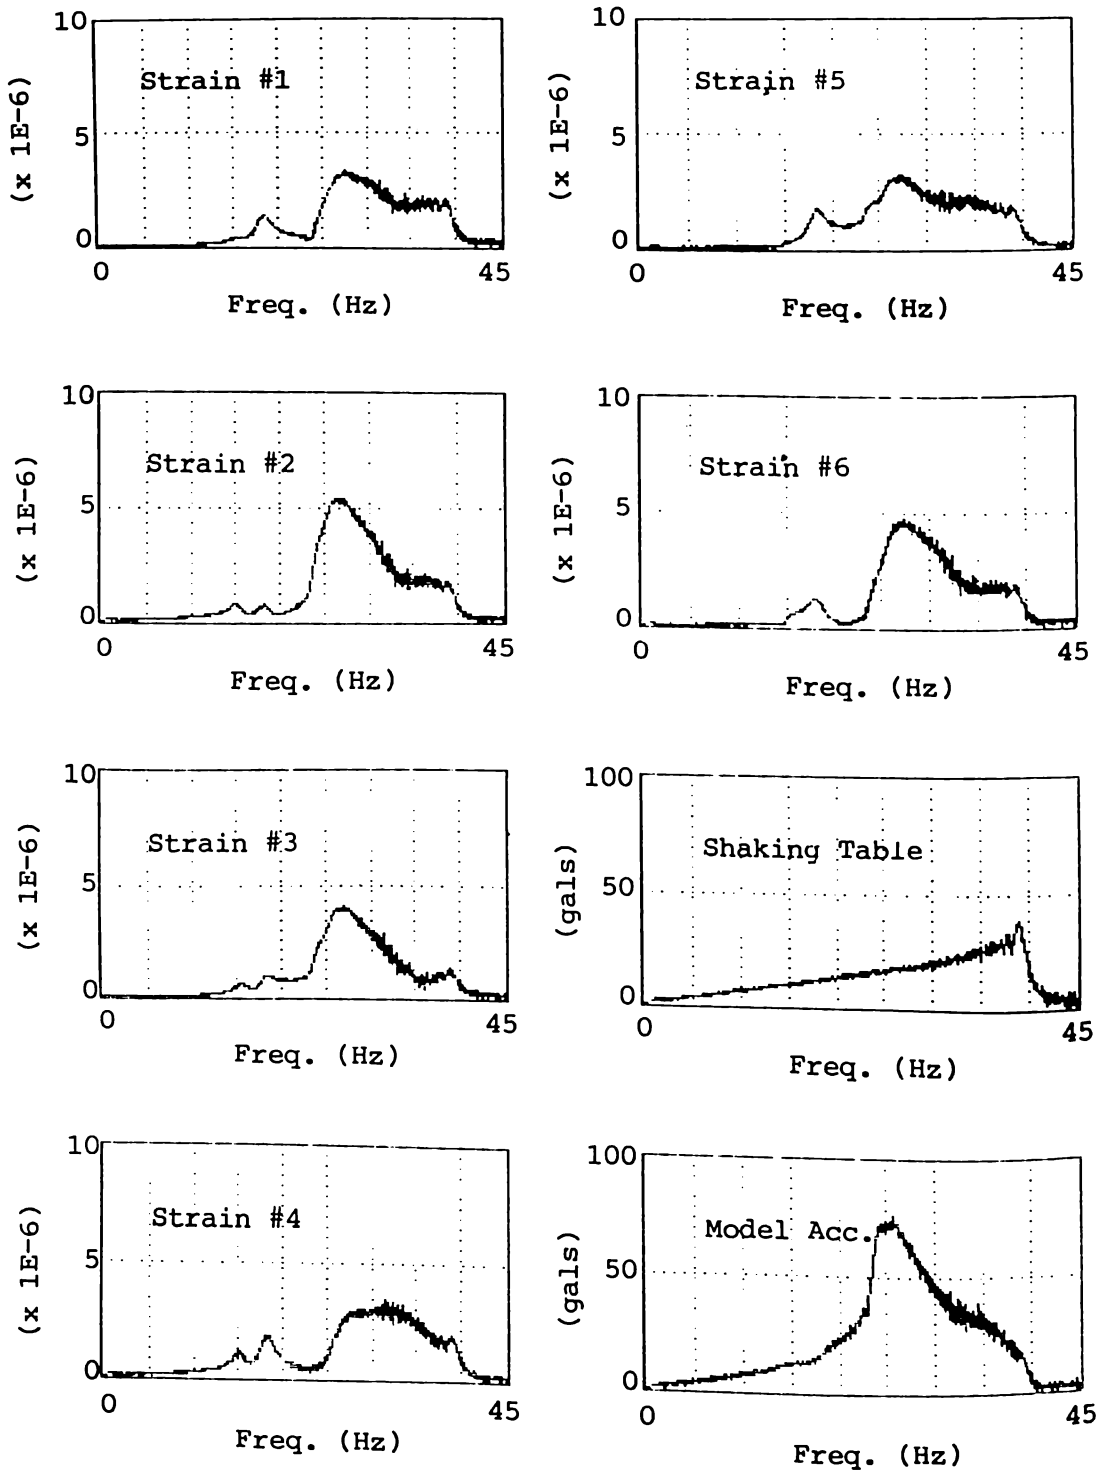 10
Strain #1
(x 1E-6)
5
0
0
45
Freq. (Hz)
10
Strain #5
(x 1E-6)
5
0
0
45
Freq. (Hz)
10
Strain #2
(x 1E-6)
5
0
0
45
Freq. (Hz)
10
Strain #6
(x 1E-6)
5
0
0
45
Freq. (Hz)
10
Strain #3
(x 1E-6)
5
0
0
45
Freq. (Hz)
100
Shaking Table
(gals)
50
0
0
45
Freq. (Hz)
10
Strain #4
(x 1E-6)
5
0
0
45
Freq. (Hz)
100
Model Acc.
(gals)
50
0
0
45
Freq. (Hz)